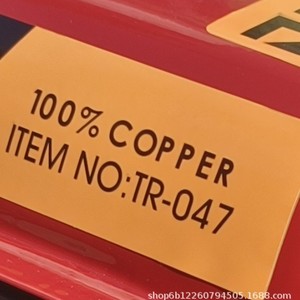 100% COPPER
ITEM NO:TR-047
shop6b12260794505.1688.com